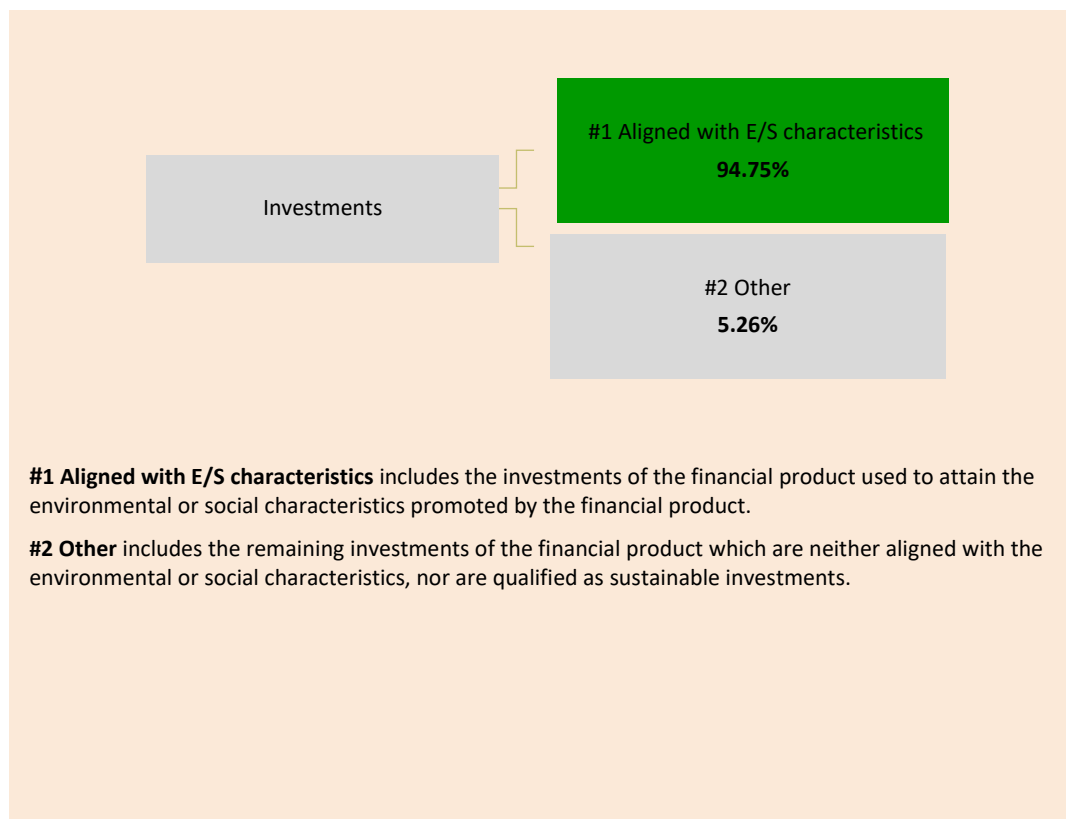 #1 Aligned with E/S characteristics
94.75%
Investments
#2 Other
5.26%
#1 Aligned with E/S characteristics includes the investments of the financial product used to attain the
environmental or social characteristics promoted by the financial product.
#2 Other includes the remaining investments of the financial product which are neither aligned with the
environmental or social characteristics, nor are qualified as sustainable investments.